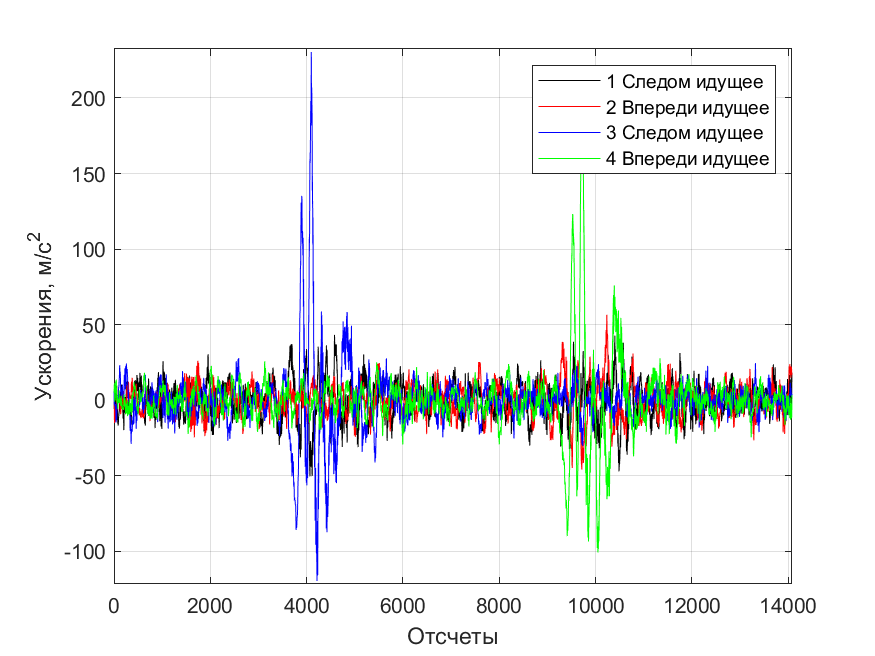 1 Следом идущее
2 Впереди идущее
3 Следом идущее
4 Впереди идущее
200
150
100
50
0
-50
-100
Ускорения, м/с²
0 2000 4000 6000 8000 10000 12000 14000
Отсчеты